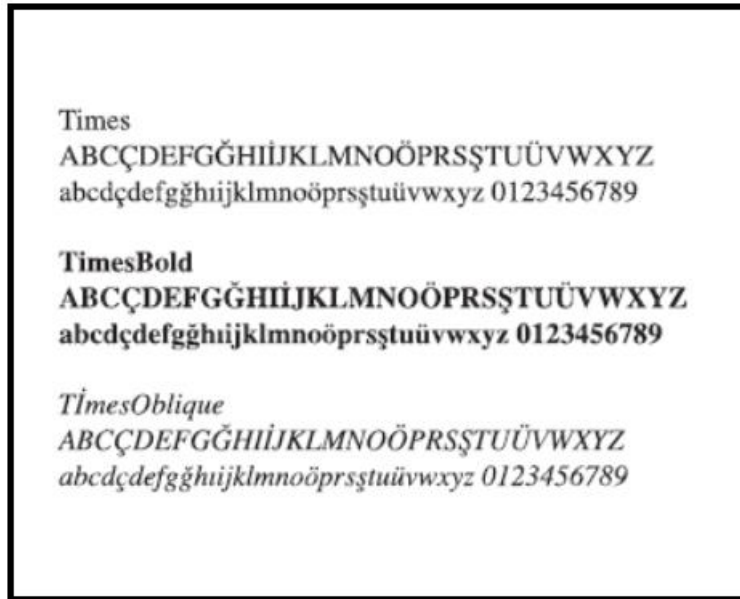 Times
ABCÇDEFGĞHIİJKLMNOÖPRSŞTUÜVWXYZ
abcdçdefgğhıijklmnoöprsştuüvwxyz 0123456789
TimesBold
ABCÇDEFGĞHIİJKLMNOÖPRSŞTUÜVWXYZ
abcdçdefgğhıijklmnoöprsştuüvwxyz 0123456789
TİmesOblique
ABCÇDEFGĞHIİJKLMNOÖPRSŞTUÜVWXYZ
abcdçdefgğhıijklmnoöprsştuüvwxyz 0123456789